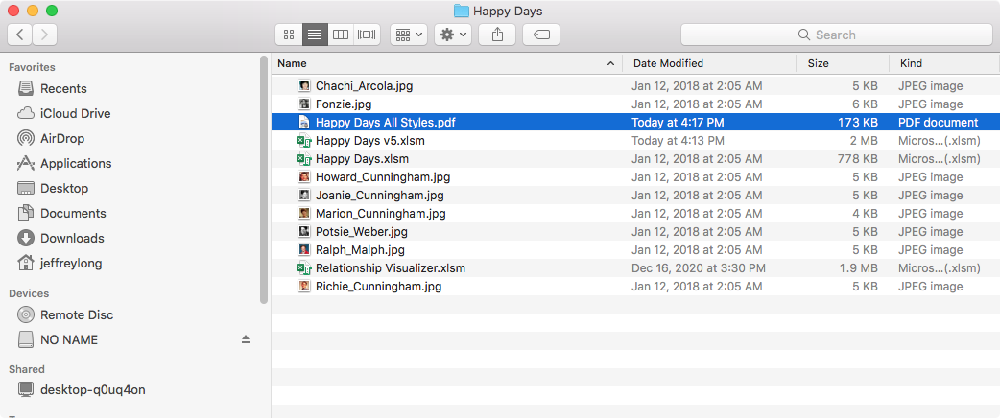 Happy Days
Search
Favorites
Recents
iCloud Drive
AirDrop
Applications
Desktop
Documents
Downloads
jeffreylong
Devices
Remote Disc
NO NAME
Shared
desktop-q0uq4on
Name Date Modified Size Kind
Chachi_Arcola.jpg Jan 12, 2018 at 2:05 AM 5 KB JPEG image
Fonzie.jpg Jan 12, 2018 at 2:05 AM 6 KB JPEG image
Happy Days All Styles.pdf Today at 4:17 PM 173 KB PDF document
Happy Days v5.xlsm Today at 4:13 PM 2 MB Micros...(.xlsm)
Happy Days.xlsm Jan 12, 2018 at 2:05 AM 778 KB Micros...(.xlsm)
Howard_Cunningham.jpg Jan 12, 2018 at 2:05 AM 5 KB JPEG image
Joanie_Cunningham.jpg Jan 12, 2018 at 2:05 AM 5 KB JPEG image
Marion_Cunningham.jpg Jan 12, 2018 at 2:05 AM 4 KB JPEG image
Potsie_Weber.jpg Jan 12, 2018 at 2:05 AM 5 KB JPEG image
Ralph_Malph.jpg Jan 12, 2018 at 2:05 AM 5 KB JPEG image
Relationship Visualizer.xlsm Dec 16, 2020 at 3:30 PM 1.9 MB Micros...(.xlsm)
Richie_Cunningham.jpg Jan 12, 2018 at 2:05 AM 5 KB JPEG image